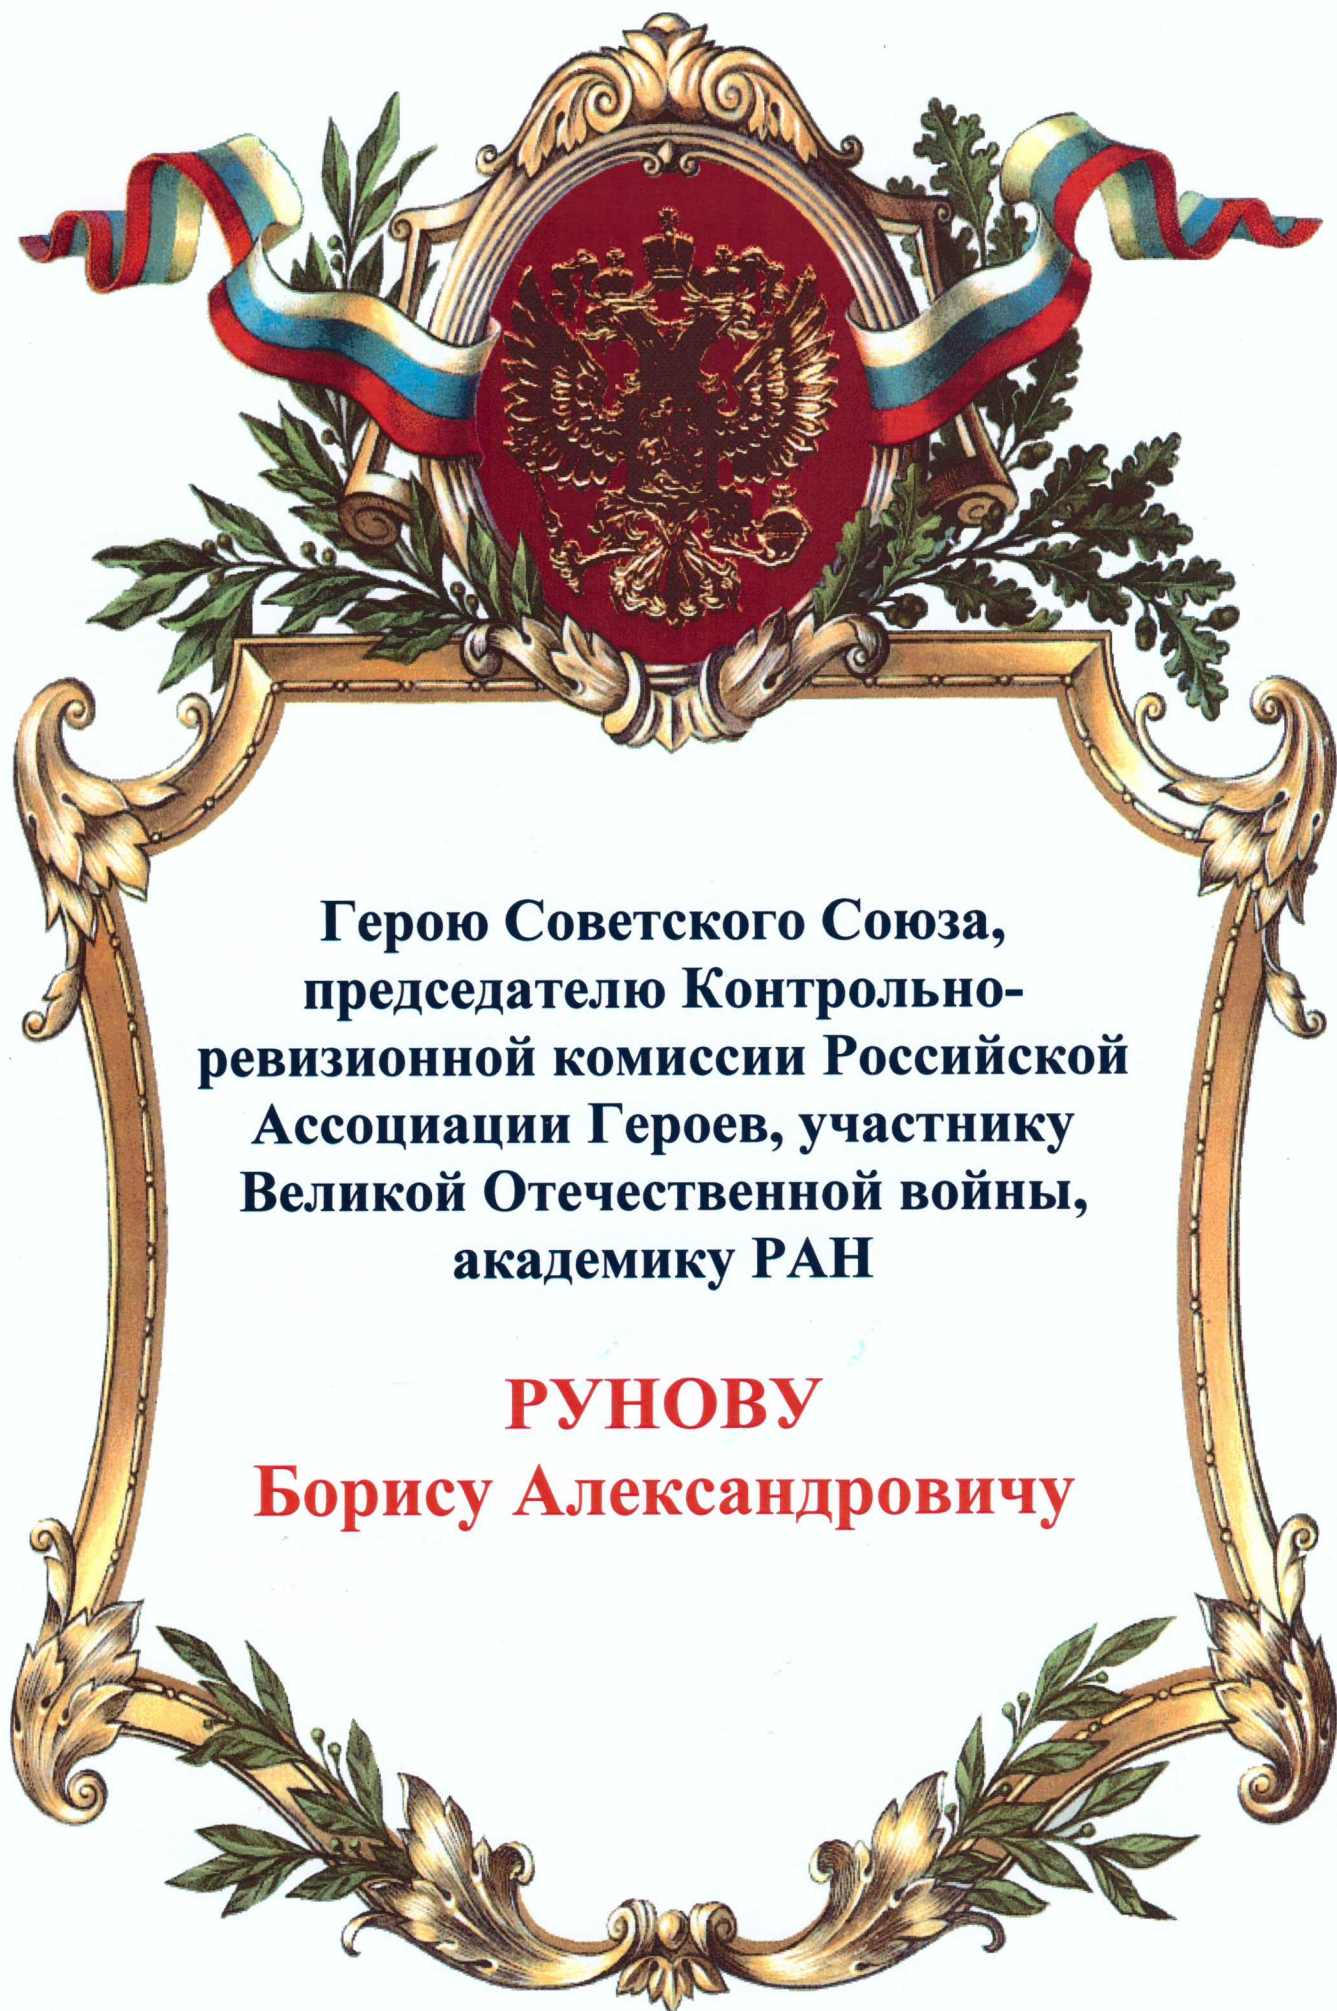 Герою Советского Союза,
председателю Контрольно-
ревизионной комиссии Российской
Ассоциации Героев, участнику
Великой Отечественной войны,
академику РАН
РУНОВУ
Борису Александровичу